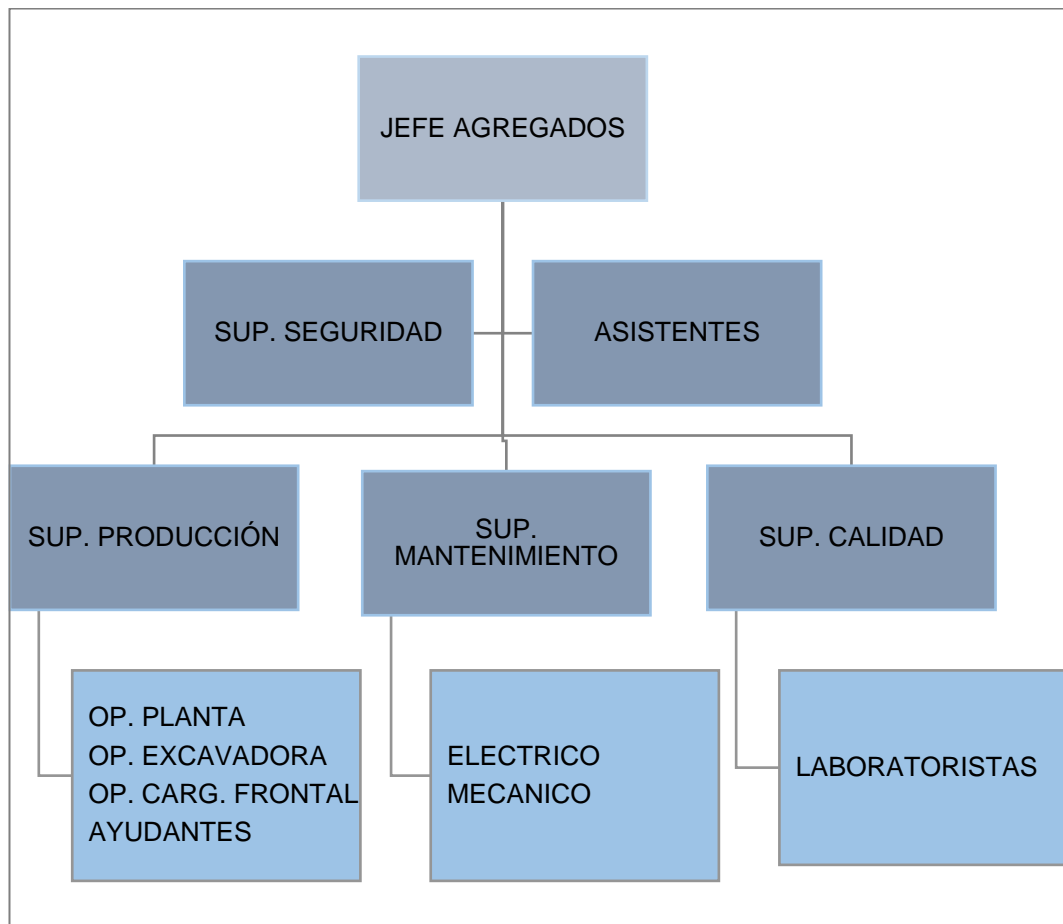 JEFE AGREGADOS
SUP. SEGURIDAD
ASISTENTES
SUP. PRODUCCIÓN
SUP.
MANTENIMIENTO
SUP. CALIDAD
OP. PLANTA
OP. EXCAVADORA
OP. CARG. FRONTAL
AYUDANTES
ELECTRICO
MECANICO
LABORATORISTAS